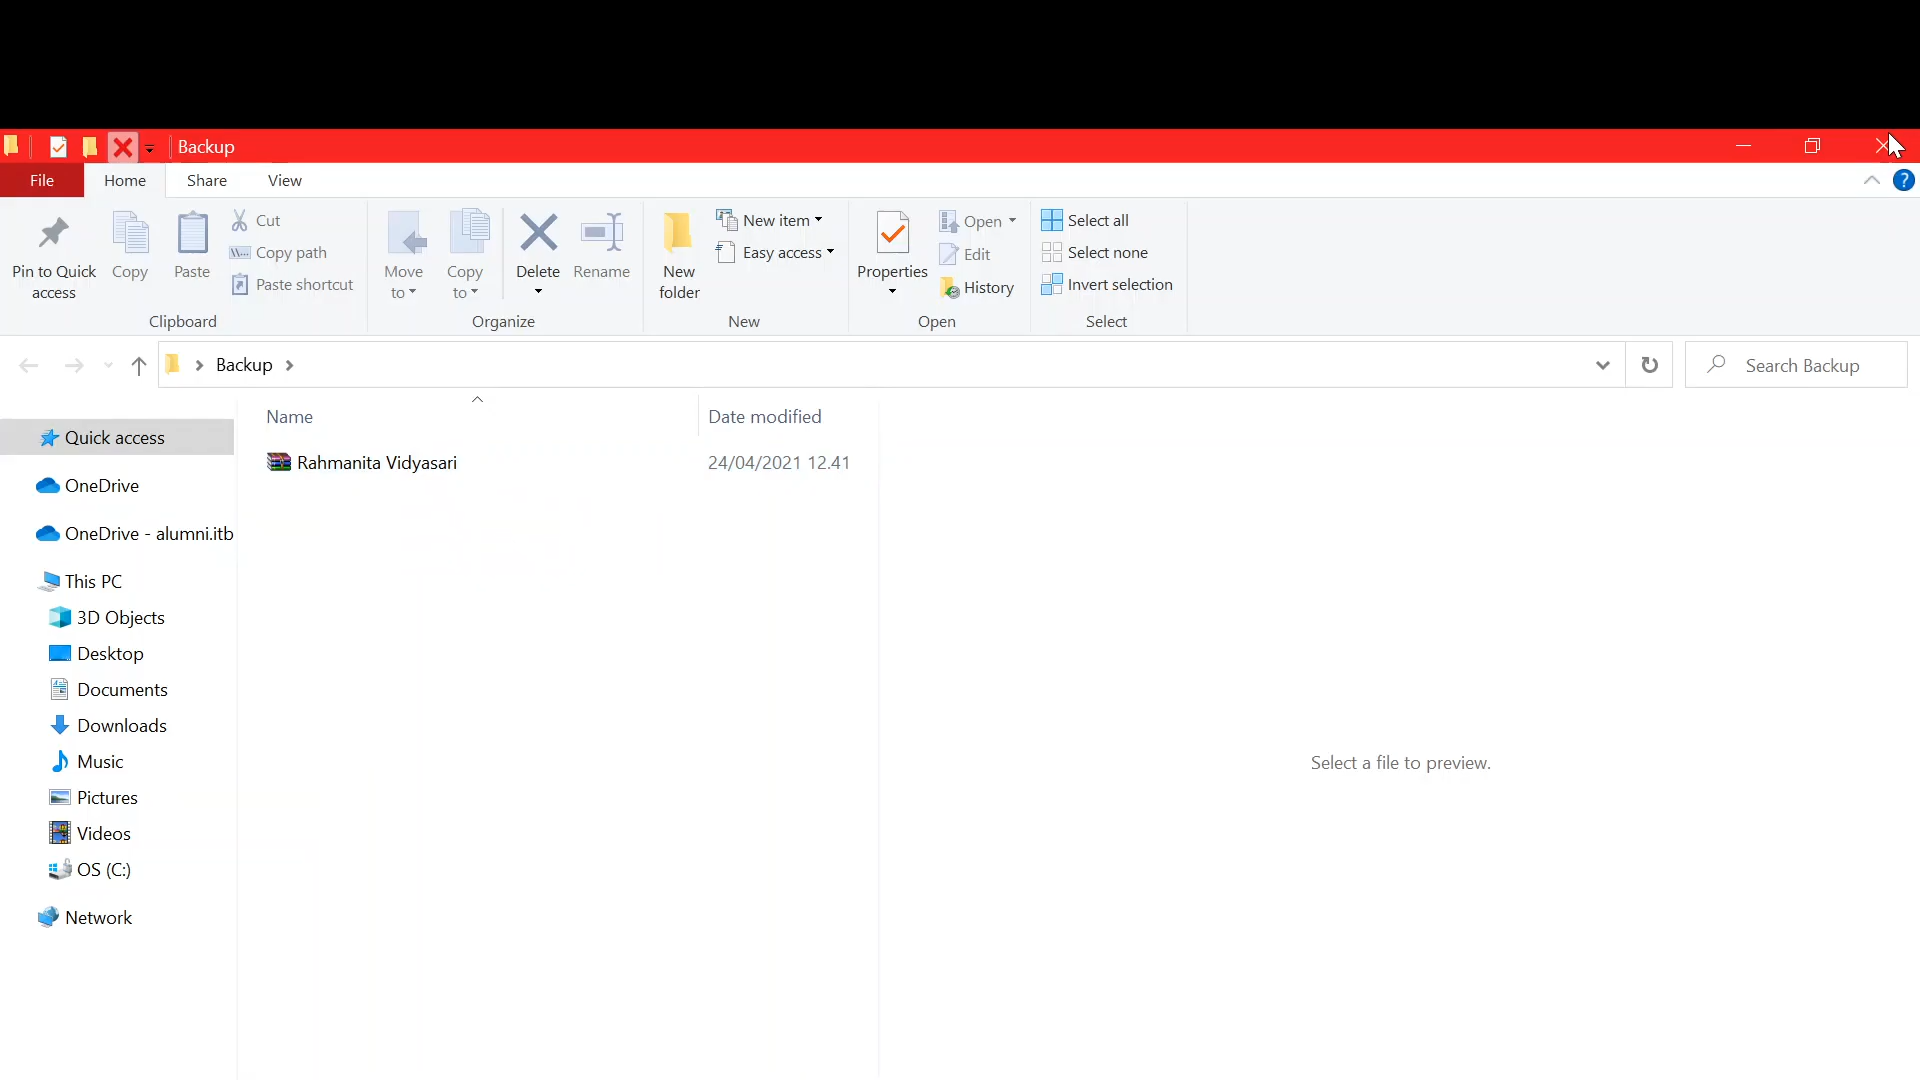 Backup
File Home Share View
?
Pin to Quick access
Copy
Paste
Cut
Copy path
Paste shortcut
Clipboard
Move to
Copy to
Delete
Rename
Organize
New folder
New item
Easy access
New
Properties
Open
Edit
History
Open
Select all
Select none
Invert selection
Select
Backup
Search Backup
Name Date modified
Rahmanita Vidyasari 24/04/2021 12.41
Quick access
OneDrive
OneDrive - alumni.itb
This PC
3D Objects
Desktop
Documents
Downloads
Music
Pictures
Videos
OS (C:)
Network
Select a file to preview.